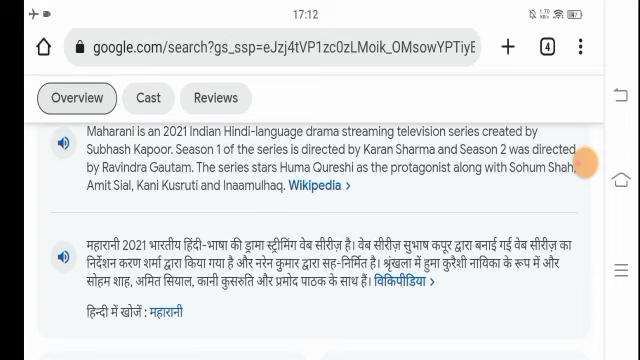 17:12
1.70
KB/s
google.com/search?gs_ssp=eJzj4tVP1zc0zLMoik_OMsowYPTiyE
4
Overview
Cast
Reviews
Maharani is an 2021 Indian Hindi-language drama streaming television series created by
Subhash Kapoor. Season 1 of the series is directed by Karan Sharma and Season 2 was directed
by Ravindra Gautam. The series stars Huma Qureshi as the protagonist along with Sohum Shah,
Amit Sial, Kani Kusruti and Inaamulhaq. Wikipedia
महारानी 2021 भारतीय हिंदी-भाषा की ड्रामा स्ट्रीमिंग वेब सीरीज़ है। वेब सीरीज़ सुभाष कपूर द्वारा बनाई गई वेब सीरीज़ का
निर्देशन करण शर्मा द्वारा किया गया है और नरेन कुमार द्वारा सह-निर्मित है। श्रृंखला में हुमा कुरैशी नायिका के रूप में और
सोहम शाह, अमित सियाल, कानी कुसरुति और प्रमोद पाठक के साथ हैं। विकिपीडिया
हिन्दी में खोजें : महारानी